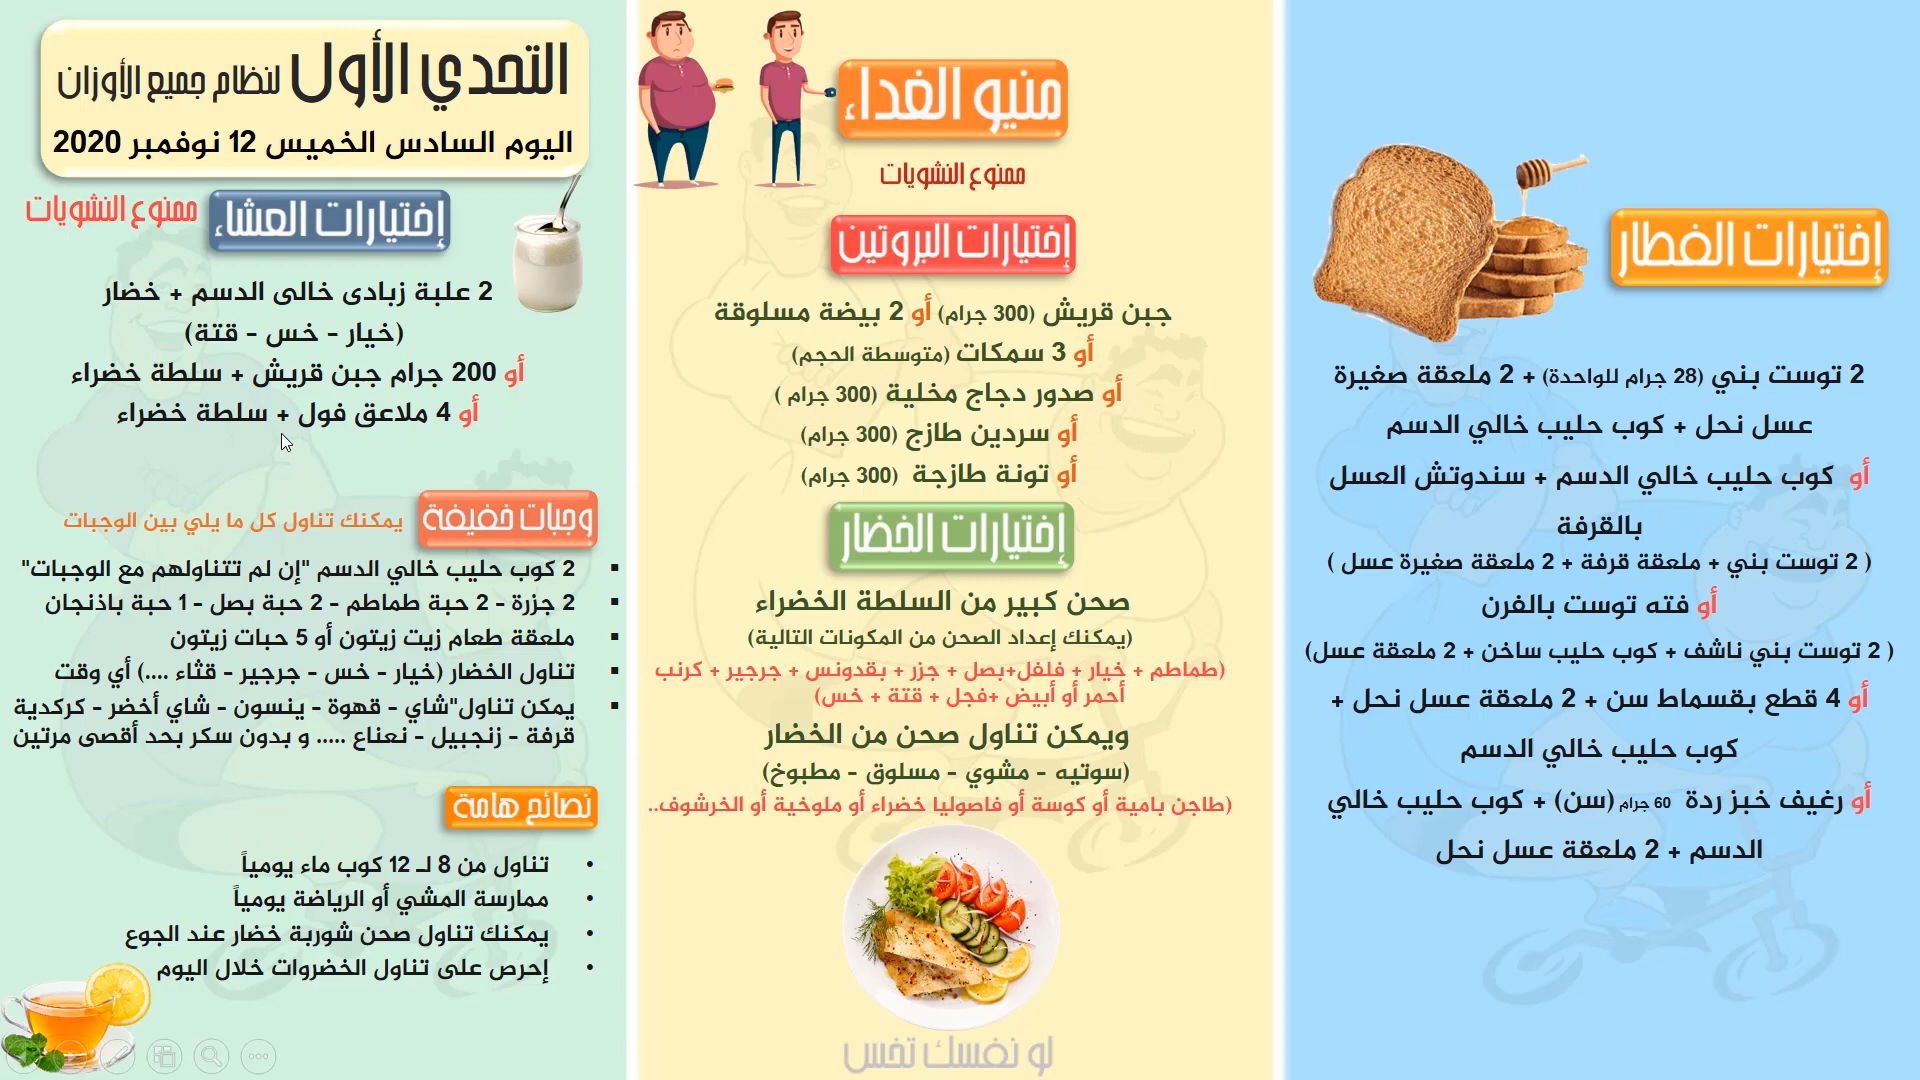 التحدي الأول لنظام جميع الأوزان
اليوم السادس الخميس 12 نوفمبر 2020
إختيارات الفطار
2 توست بني (28 جرام للواحدة) + 2 ملعقة صغيرة
عسل نحل + كوب حليب خالي الدسم
أو كوب حليب خالي الدسم + سندوتش العسل
بالقرفة
( 2 توست بني + ملعقة قرفة + 2 ملعقة صغيرة عسل )
أو فته توست بالفرن
( 2 توست بني ناشف + كوب حليب ساخن + 2 ملعقة عسل)
أو 4 قطع بقسماط سن + 2 ملعقة عسل نحل +
كوب حليب خالي الدسم
أو رغيف خبز ردة 60 جرام (سن) + كوب حليب خالي
الدسم + 2 ملعقة عسل نحل
منيو الغداء
ممنوع النشويات
إختيارات البروتين
جبن قريش (300 جرام) أو 2 بيضة مسلوقة
أو 3 سمكات (متوسطة الحجم)
أو صدور دجاج مخلية (300 جرام )
أو سردين طازج (300 جرام)
أو تونة طازجة (300 جرام)
إختيارات الخضار
صحن كبير من السلطة الخضراء
(يمكنك إعداد الصحن من المكونات التالية)
(طماطم + خيار + فلفل+بصل + جزر + بقدونس + جرجير + كرنب
أحمر أو أبيض +فجل + قتة + خس)
ويمكن تناول صحن من الخضار
(سوتيه - مشوي - مسلوق - مطبوخ)
(طاجن بامية أو كوسة أو فاصوليا خضراء أو ملوخية أو الخرشوف..
لو نفسك تخس
إختيارات العشاء
ممنوع النشويات
2 علبة زبادى خالى الدسم + خضار
(خيار - خس - قتة)
أو 200 جرام جبن قريش + سلطة خضراء
أو 4 ملاعق فول + سلطة خضراء
وجبات خفيفة
يمكنك تناول كل ما يلي بين الوجبات
▪ 2 كوب حليب خالي الدسم "إن لم تتناولهم مع الوجبات"
▪ 2 جزرة - 2 حبة طماطم - 2 حبة بصل - 1 حبة باذنجان
▪ ملعقة طعام زيت زيتون أو 5 حبات زيتون
▪ تناول الخضار (خيار - خس - جرجير - قثاء ....) أي وقت
▪ يمكن تناول"شاي - قهوة - ينسون - شاي أخضر - كركدية
قرفة - زنجبيل - نعناع ..... و بدون سكر بحد أقصى مرتين
نصائح هامة
• تناول من 8 لـ 12 كوب ماء يومياً
• ممارسة المشي أو الرياضة يومياً
• يمكنك تناول صحن شوربة خضار عند الجوع
• إحرص على تناول الخضروات خلال اليوم